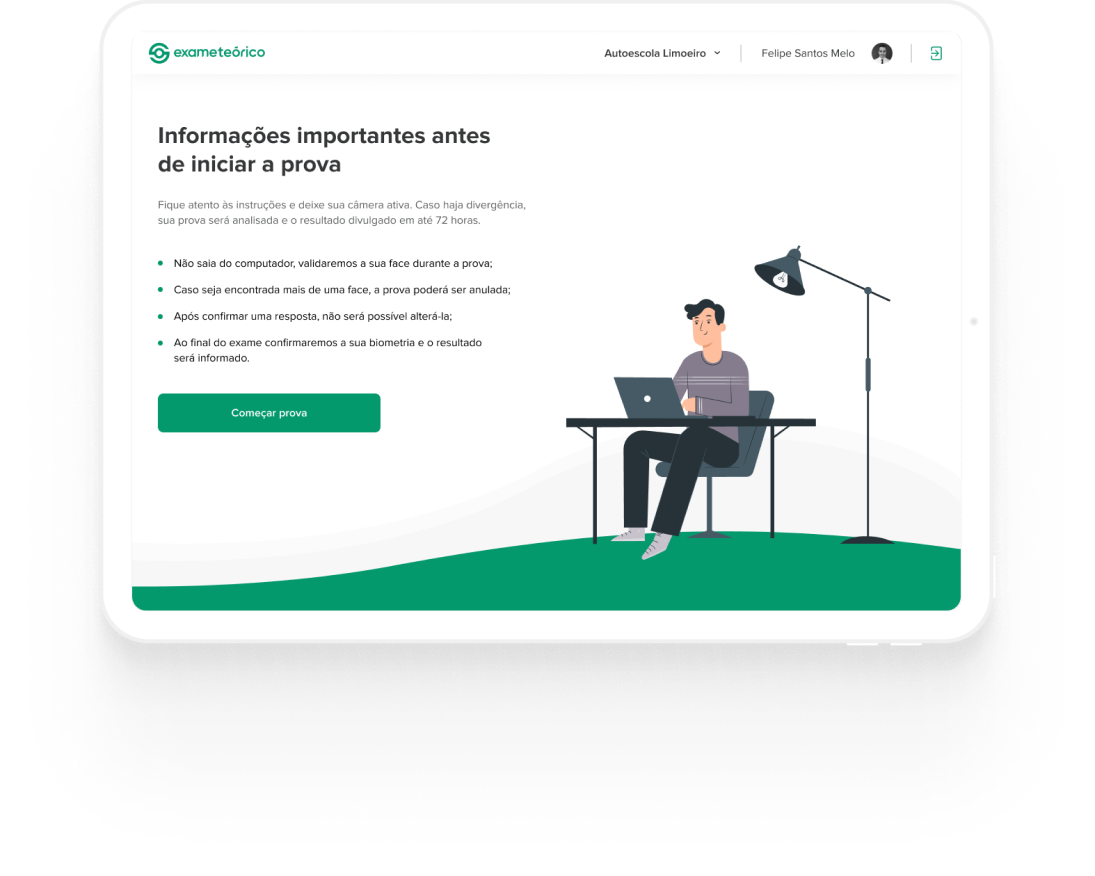 exameteórico
Autoescola Limoeiro
Felipe Santos Melo
Informações importantes antes
de iniciar a prova
Fique atento às instruções e deixe sua câmera ativa. Caso haja divergência,
sua prova será analisada e o resultado divulgado em até 72 horas.
Não saia do computador, validaremos a sua face durante a prova;
Caso seja encontrada mais de uma face, a prova poderá ser anulada;
Após confirmar uma resposta, não será possível alterá-la;
Ao final do exame confirmaremos a sua biometria e o resultado
será informado.
Começar prova